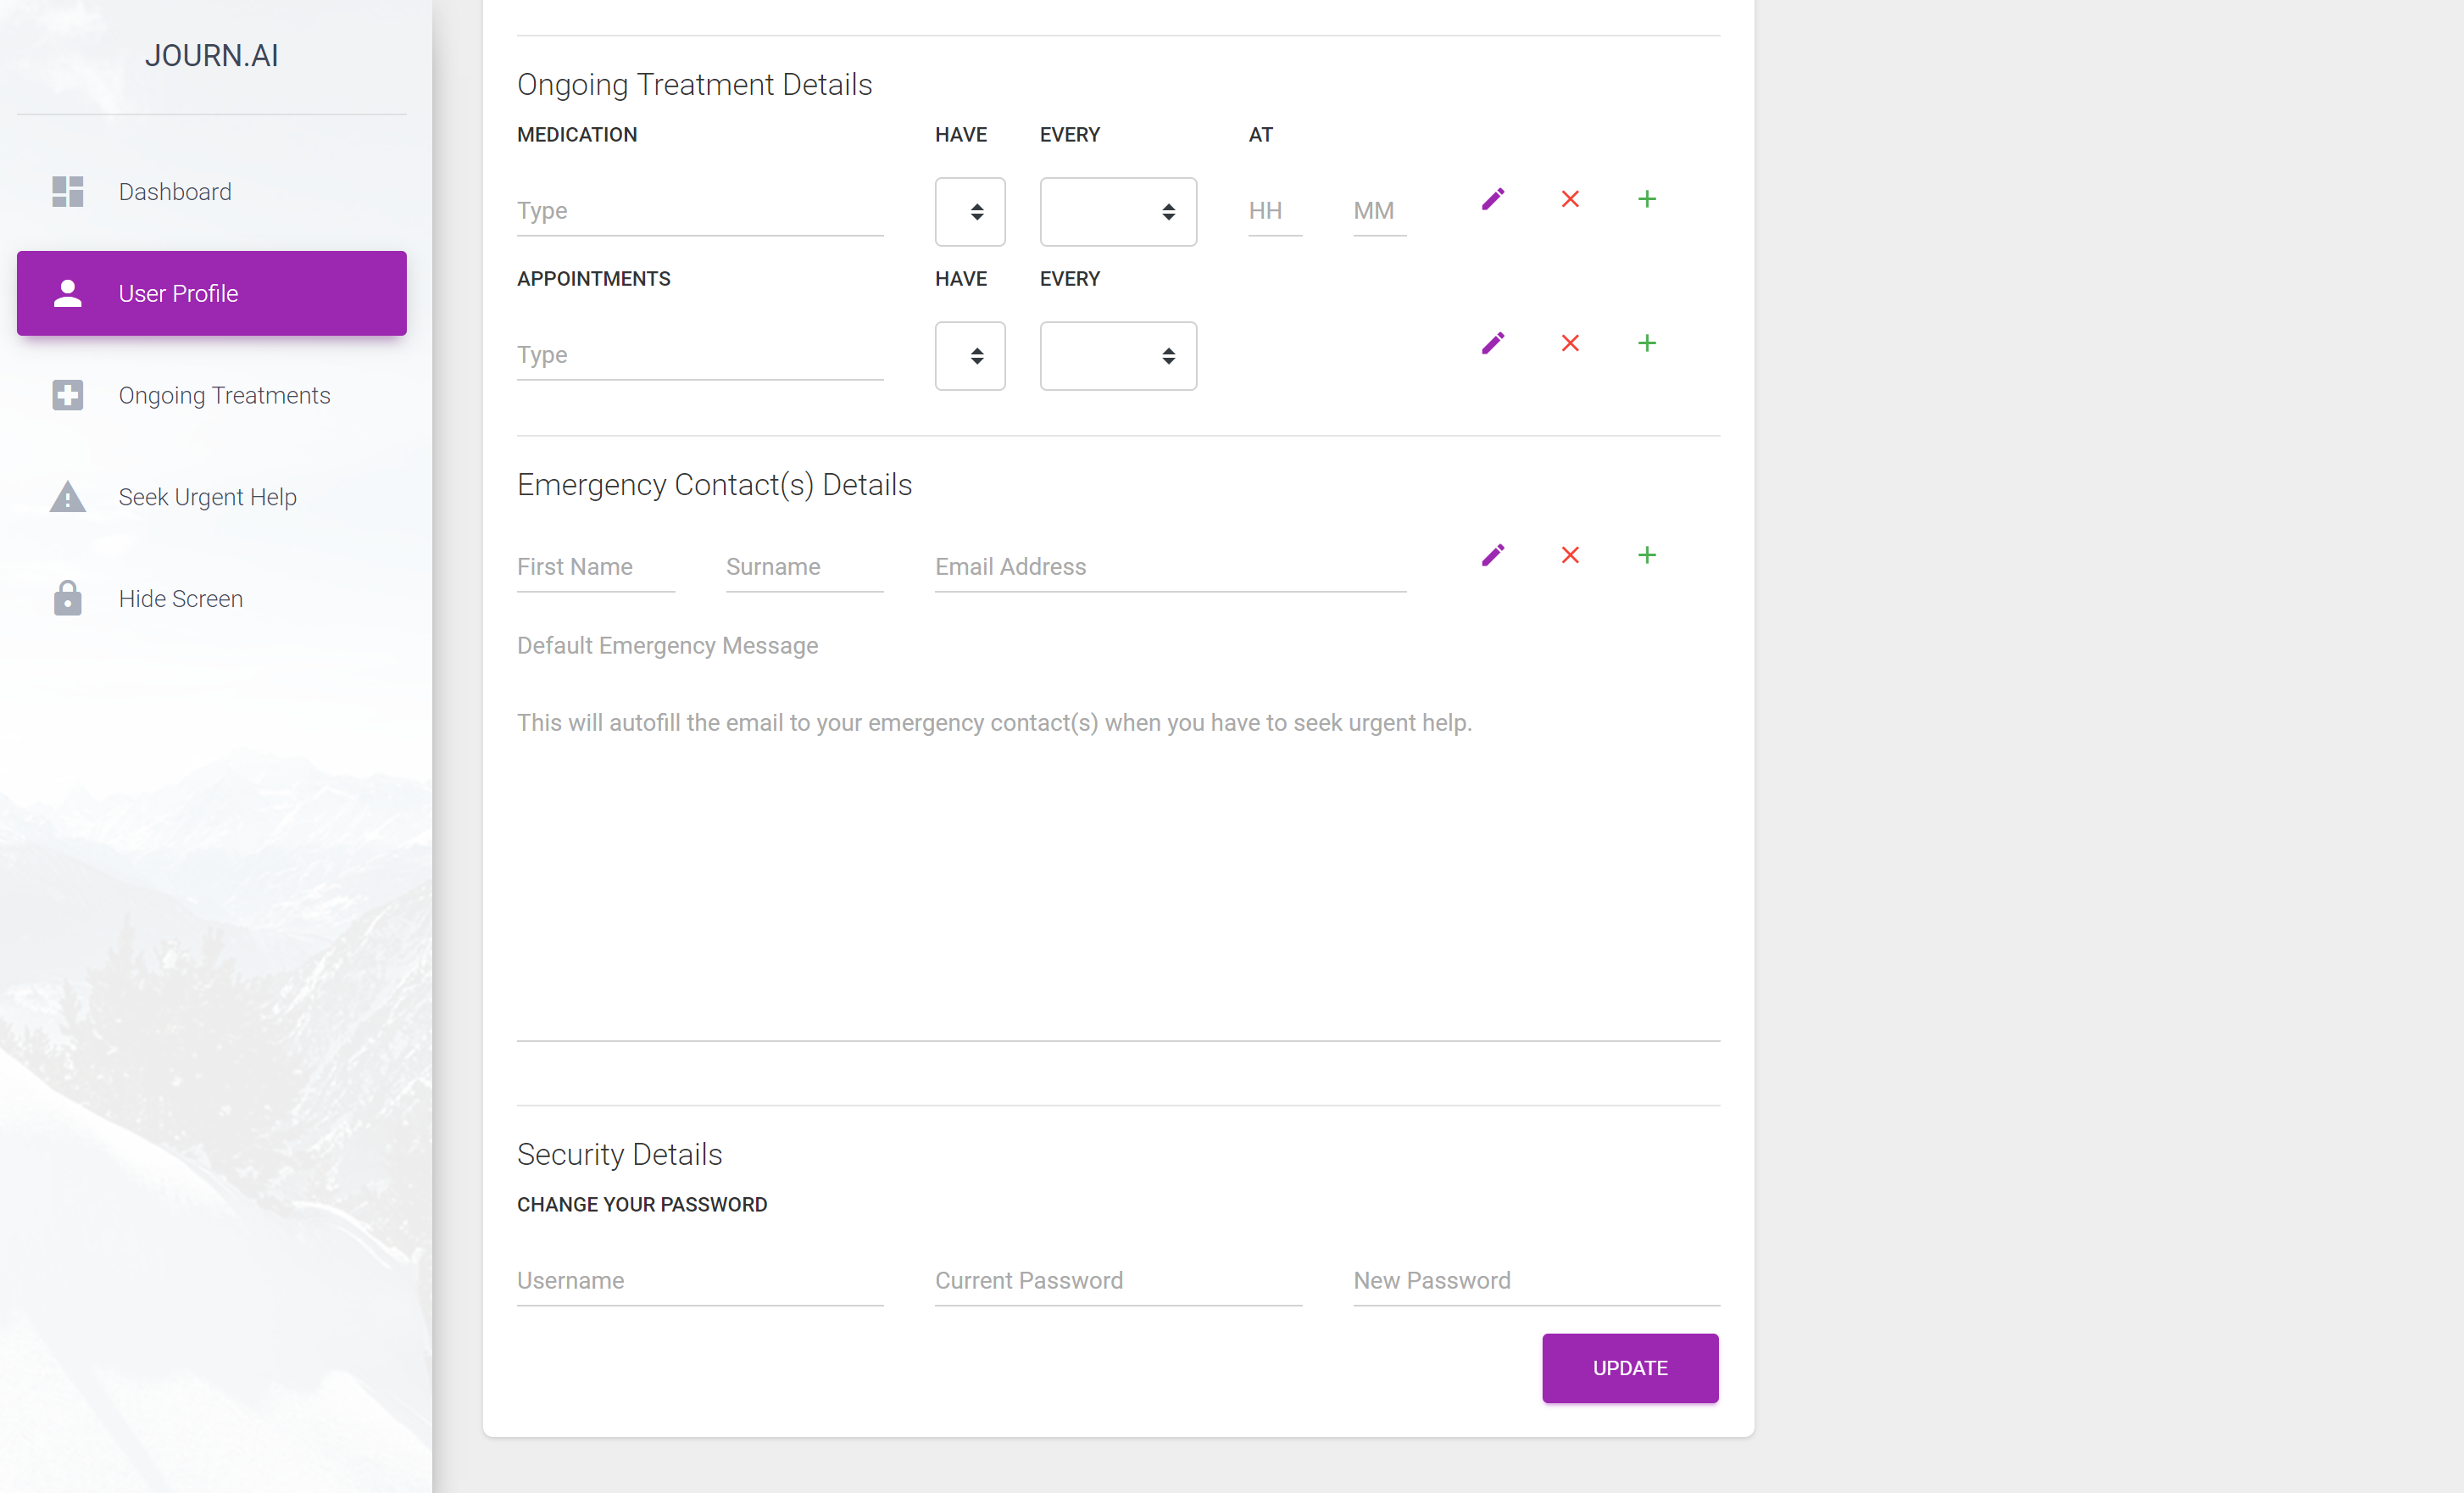 JOURN.AI
Dashboard
User Profile
Ongoing Treatments
Seek Urgent Help
Hide Screen
Ongoing Treatment Details
MEDICATION HAVE EVERY AT
Type HH MM
APPOINTMENTS HAVE EVERY
Type
Emergency Contact(s) Details
First Name Surname Email Address
Default Emergency Message
This will autofill the email to your emergency contact(s) when you have to seek urgent help.
Security Details
CHANGE YOUR PASSWORD
Username Current Password New Password
UPDATE